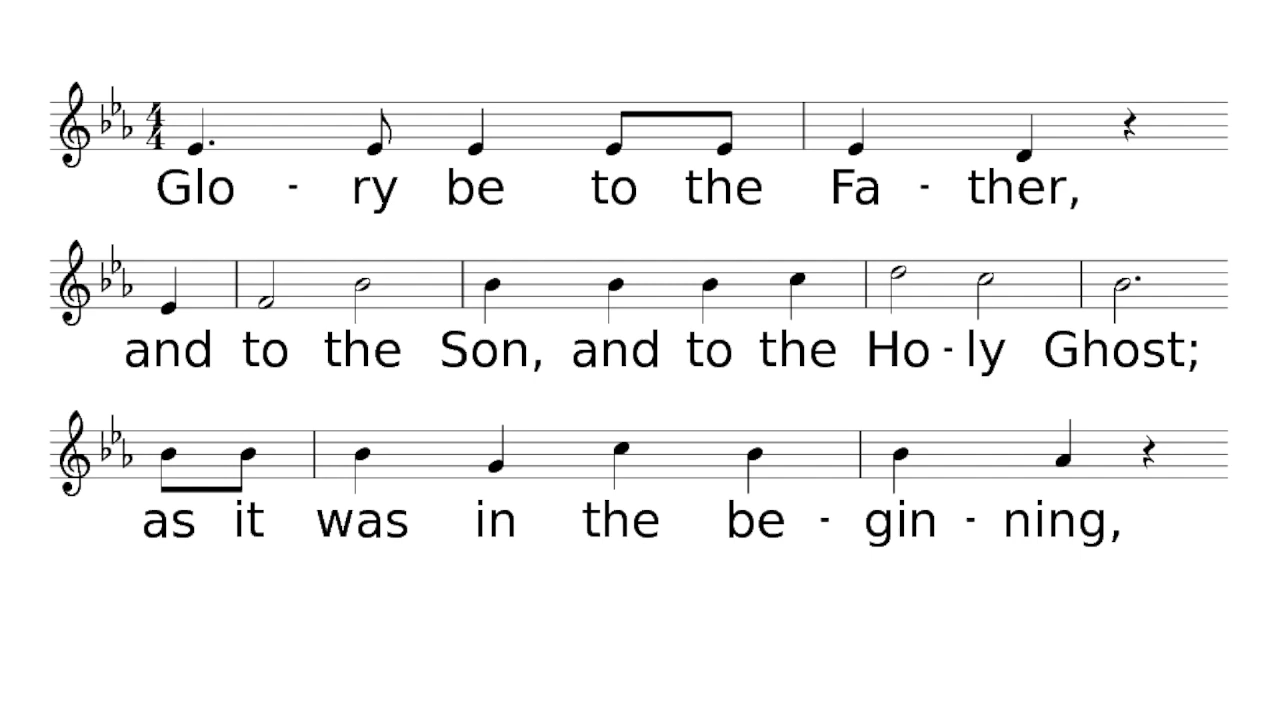 Glo - ry be to the Fa - ther,
and to the Son, and to the Ho - ly Ghost;
as it was in the be - gin - ning,